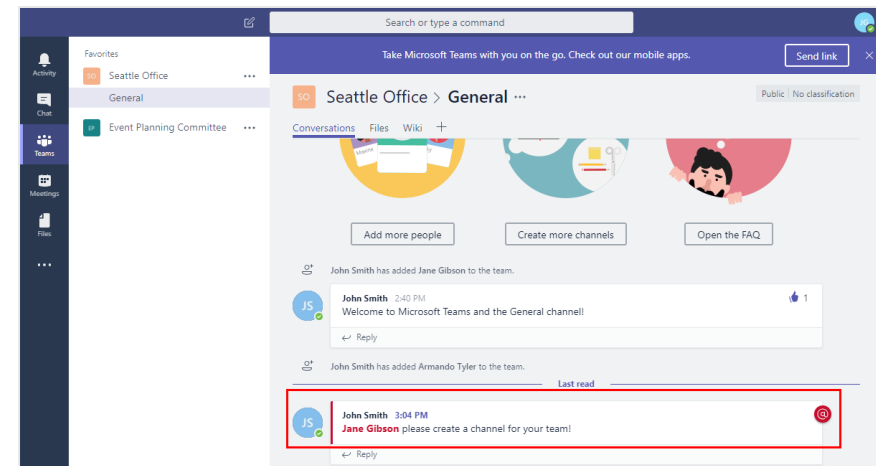 Search or type a command
JG
Take Microsoft Teams with you on the go. Check out our mobile apps.
Send link
Activity
Chat
Teams
Meetings
Files
Favorites
SO Seattle Office
General
EP Event Planning Committee
SO Seattle Office > General
Public No classification
Conversations Files Wiki
Add more people
Create more channels
Open the FAQ
John Smith has added Jane Gibson to the team.
JS
John Smith 2:40 PM
1
Welcome to Microsoft Teams and the General channel!
Reply
John Smith has added Armando Tyler to the team.
Last read
JS
John Smith 3:04 PM
@
Jane Gibson please create a channel for your team!
Reply